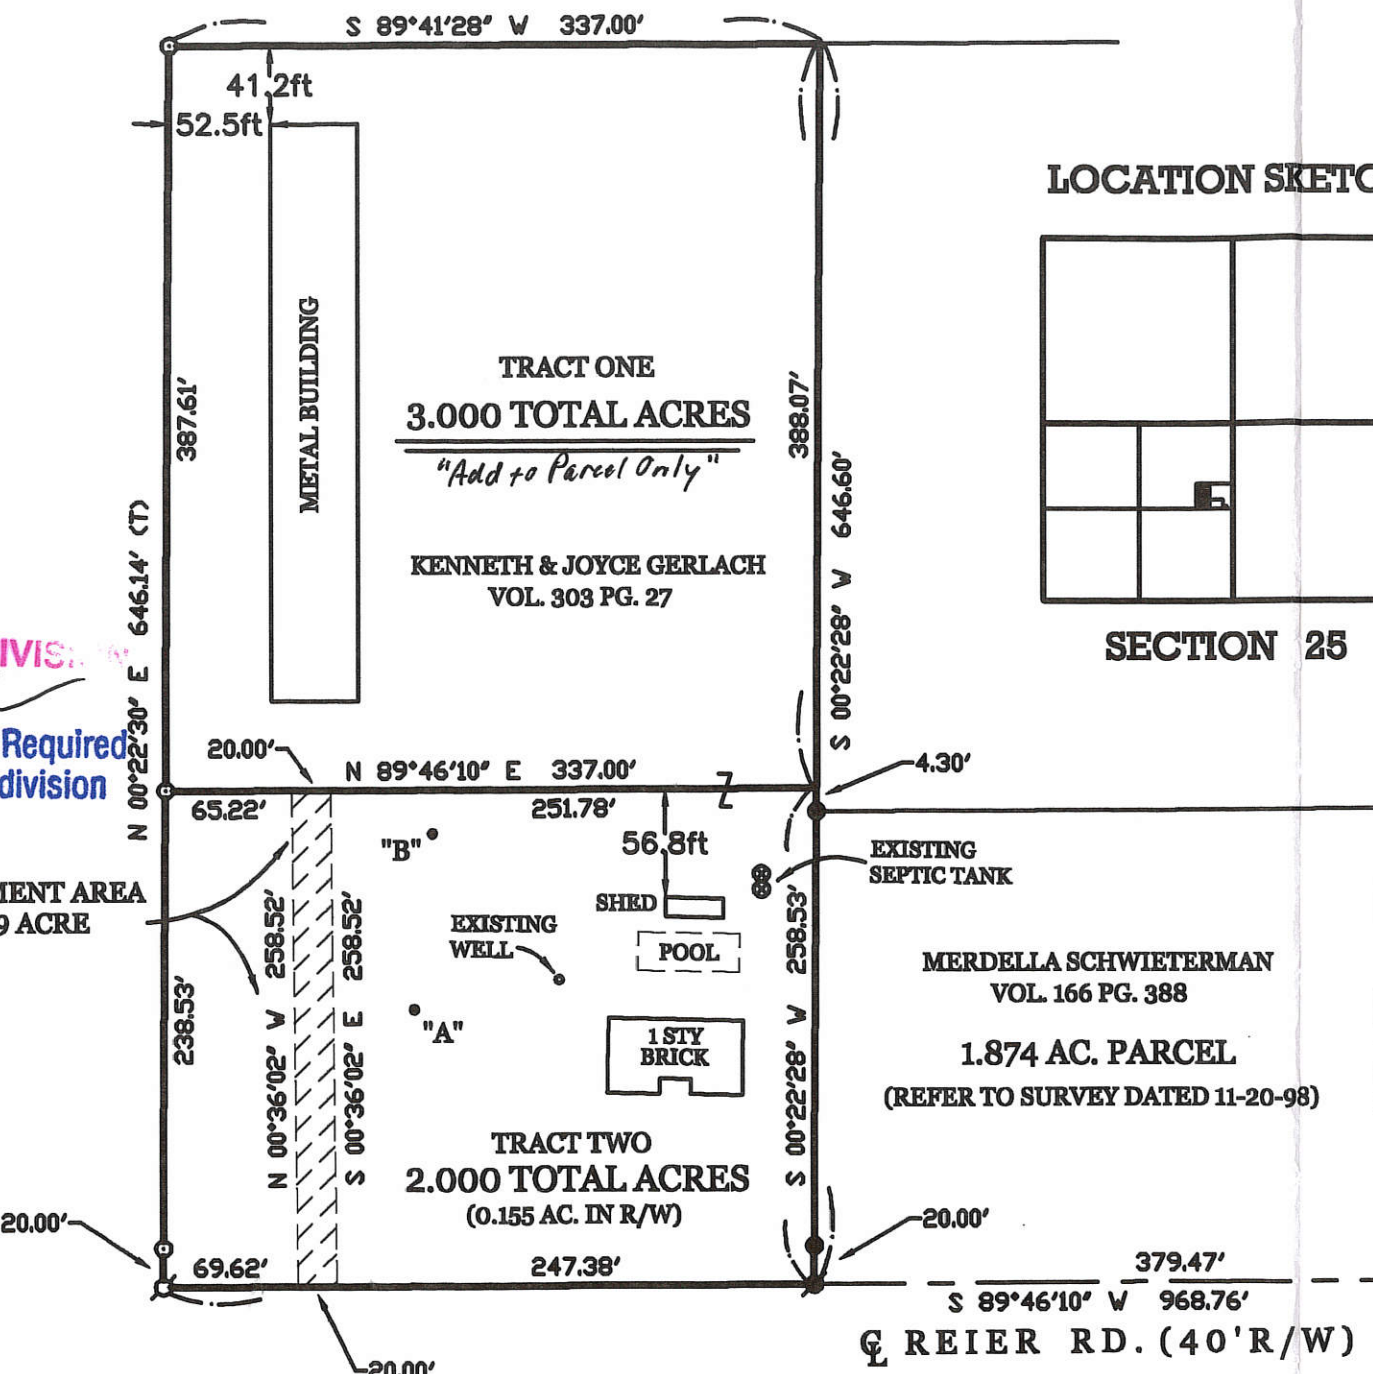 S 89°41'28" W 337.00'
41.2ft
52.5ft
LOCATION
METAL BUILDING
TRACT ONE
3.000 TOTAL ACRES
"Add to Parcel Only"
387.61'
388.07'
KENNETH & JOYCE GERLACH
VOL. 303 PG. 27
N 00°22'30" E 646.14' (T)
S 00°22'28" W 646.60'
SECTION 25
Required
20.00'
N 89°46'10" E 337.00'
4.30'
65.22'
251.78'
"B"
56.8ft
EXISTING
SEPTIC TANK
AREA
ACRE
SHED
EXISTING
WELL
POOL
258.52'
258.52'
258.53'
238.53'
MERDELLA SCHWIETERMAN
VOL. 166 PG. 388
"A"
1 STY
BRICK
1.874 AC. PARCEL
(REFER TO SURVEY DATED 11-20-98)
N 00°36'02" W
S 00°36'02" E
S 00°22'28" W
TRACT TWO
2.000 TOTAL ACRES
(0.155 AC. IN R/W)
20.00'
20.00'
69.62'
247.38'
379.47'
S 89°46'10" W 968.76'
℄ REIER RD. (40'R/W)
20.00'